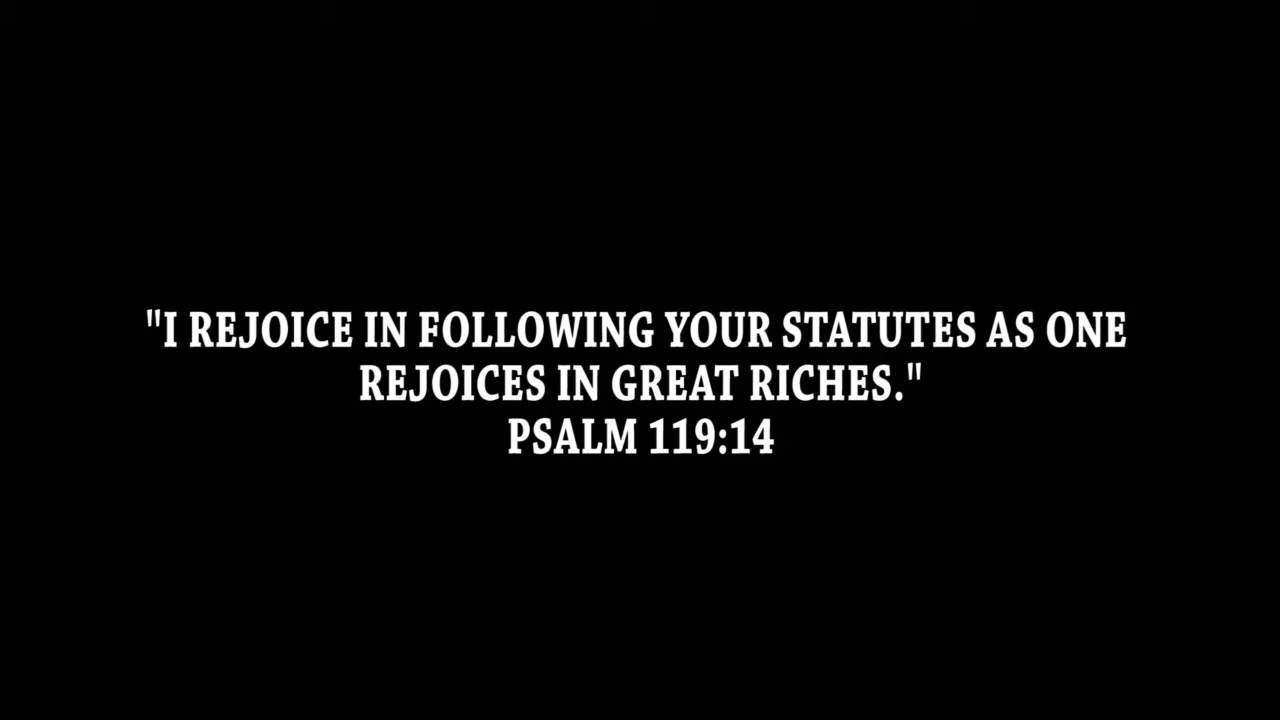 "I REJOICE IN FOLLOWING YOUR STATUTES AS ONE
REJOICES IN GREAT RICHES."
PSALM 119:14